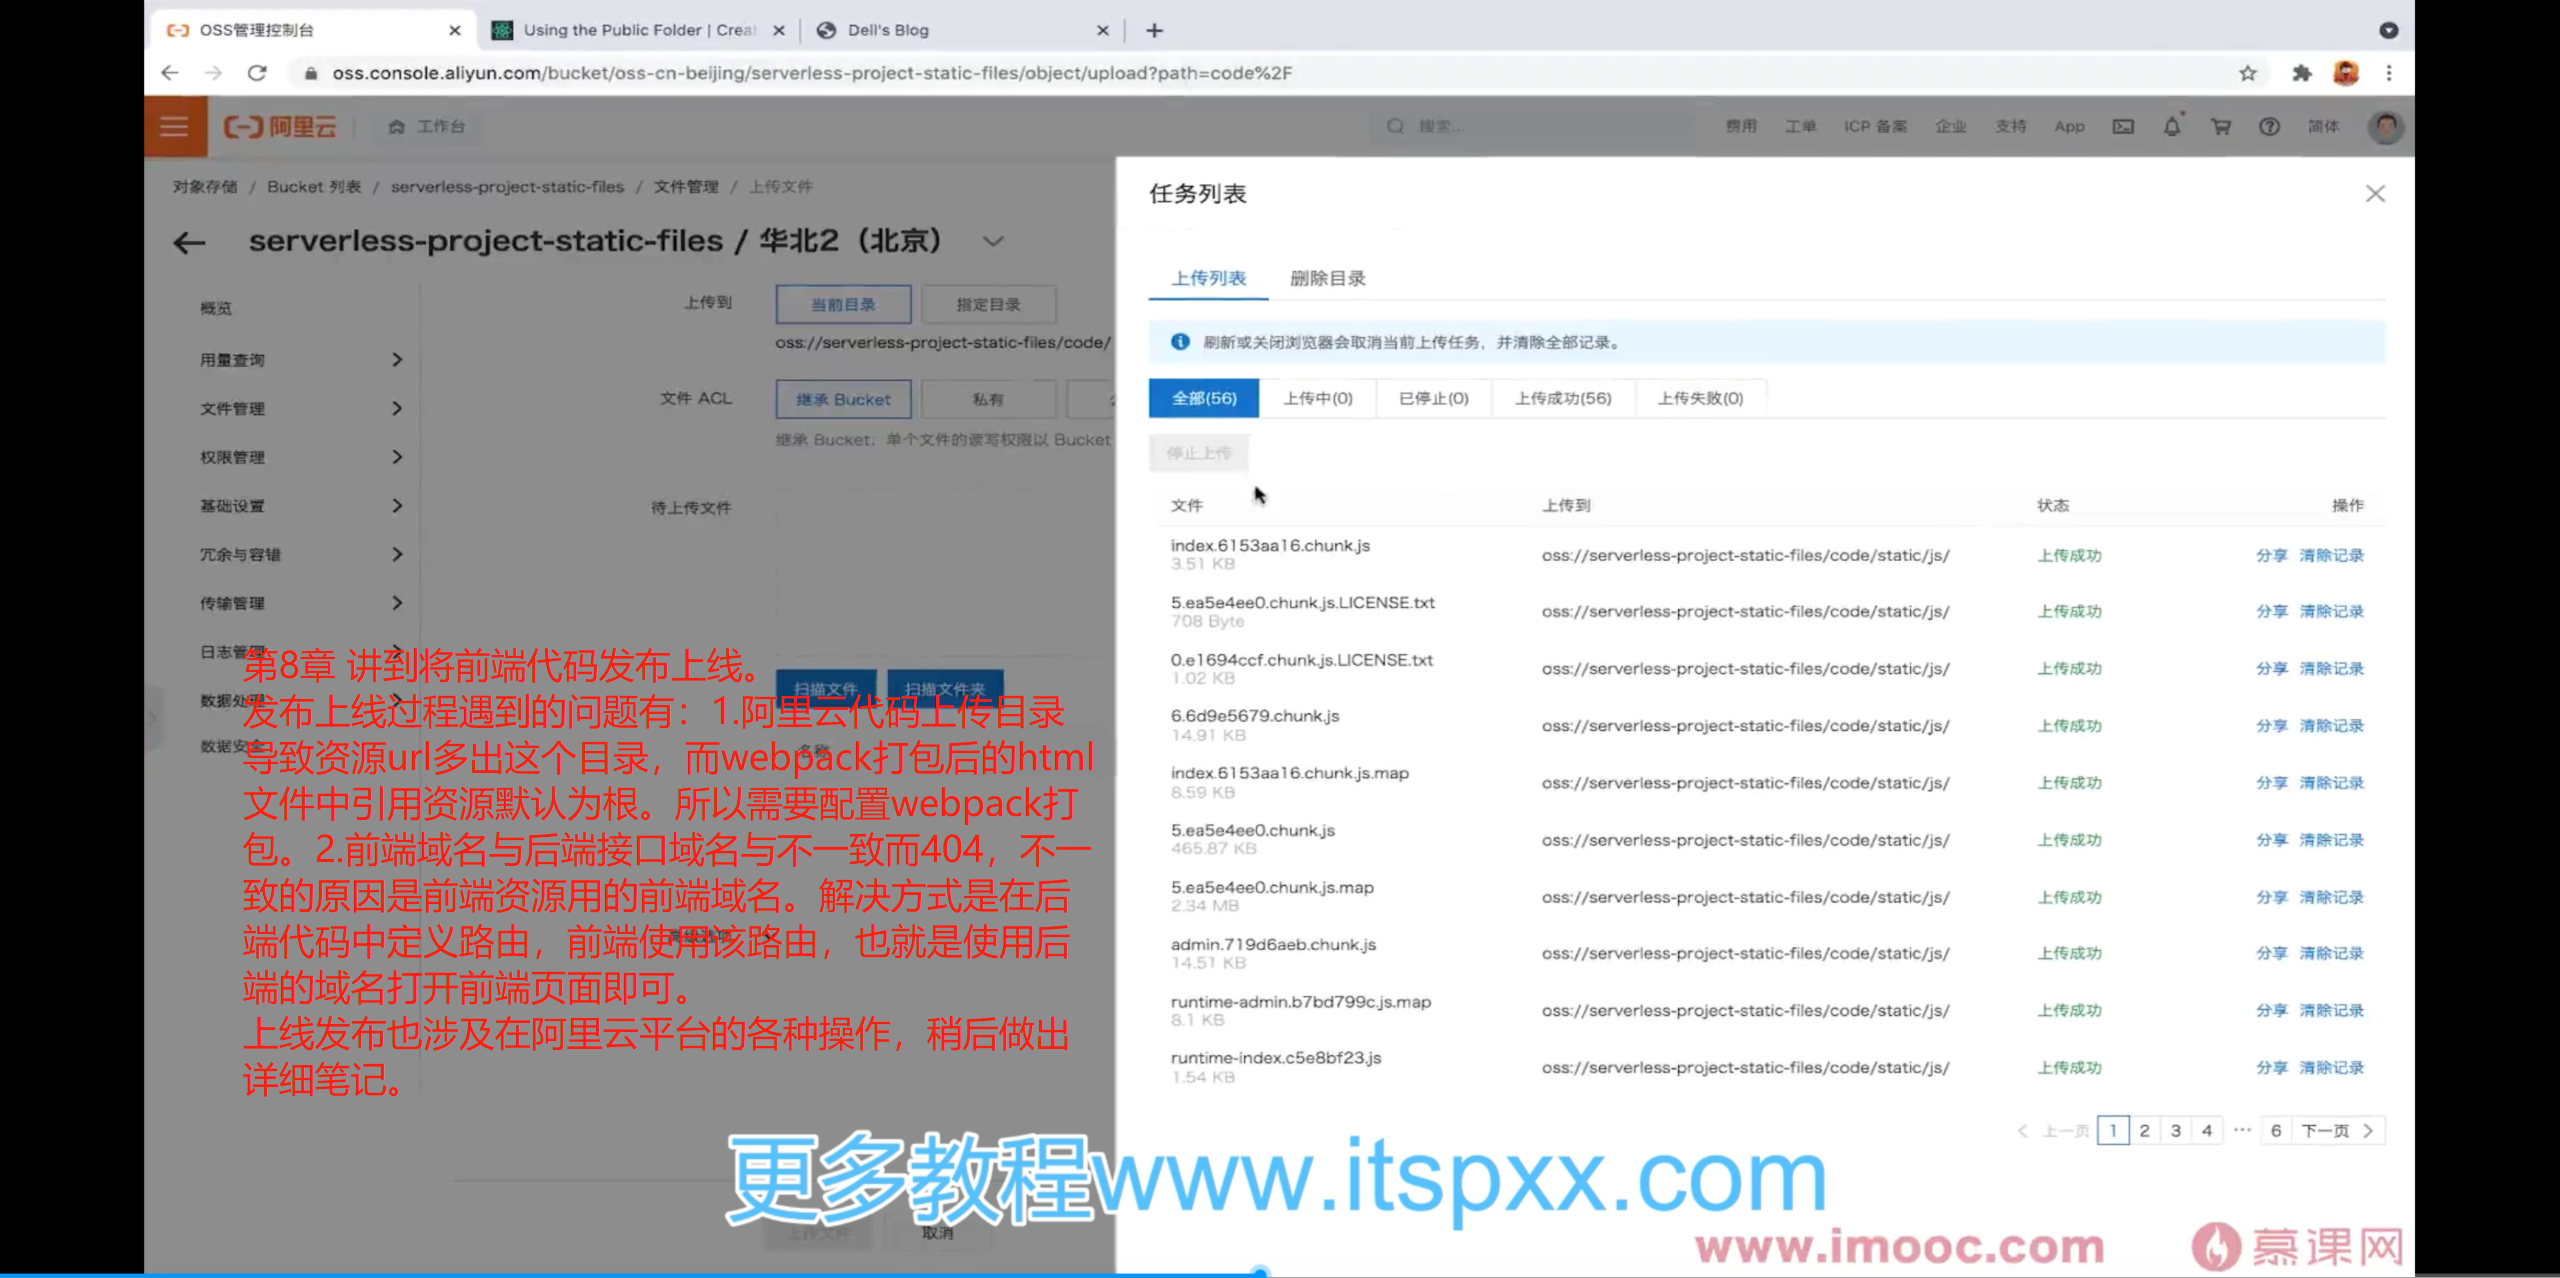 OSS管理控制台
Using the Public Folder | Creat
Dell's Blog
oss.console.aliyun.com/bucket/oss-cn-beijing/serverless-project-static-files/object/upload?path=code%2F
阿里云
工作台
搜索...
费用 工单 ICP 备案 企业 支持 App 简体
对象存储 / Bucket 列表 / serverless-project-static-files / 文件管理 / 上传文件
serverless-project-static-files / 华北2（北京）
概览
用量查询
文件管理
权限管理
基础设置
冗余与容错
传输管理
日志管理
数据处理
数据安全
上传到 当前目录 指定目录
oss://serverless-project-static-files/code/
文件 ACL 继承 Bucket 私有
继承 Bucket：单个文件的读写权限以 Bucket
待上传文件
扫描文件 扫描文件夹
名称
上传文件 取消
第8章 讲到将前端代码发布上线。
发布上线过程遇到的问题有：1.阿里云代码上传目录
导致资源url多出这个目录，而webpack打包后的html
文件中引用资源默认为根。所以需要配置webpack打
包。2.前端域名与后端接口域名与不一致而404，不一
致的原因是前端资源用的前端域名。解决方式是在后
端代码中定义路由，前端使用该路由，也就是使用后
端的域名打开前端页面即可。
上线发布也涉及在阿里云平台的各种操作，稍后做出
详细笔记。
任务列表
上传列表 删除目录
刷新或关闭浏览器会取消当前上传任务，并清除全部记录。
全部(56) 上传中(0) 已停止(0) 上传成功(56) 上传失败(0)
停止上传
文件 上传到 状态 操作
index.6153aa16.chunk.js
3.51 KB
oss://serverless-project-static-files/code/static/js/ 上传成功 分享 清除记录
5.ea5e4ee0.chunk.js.LICENSE.txt
708 Byte
oss://serverless-project-static-files/code/static/js/ 上传成功 分享 清除记录
0.e1694ccf.chunk.js.LICENSE.txt
1.02 KB
oss://serverless-project-static-files/code/static/js/ 上传成功 分享 清除记录
6.6d9e5679.chunk.js
14.91 KB
oss://serverless-project-static-files/code/static/js/ 上传成功 分享 清除记录
index.6153aa16.chunk.js.map
8.59 KB
oss://serverless-project-static-files/code/static/js/ 上传成功 分享 清除记录
5.ea5e4ee0.chunk.js
465.87 KB
oss://serverless-project-static-files/code/static/js/ 上传成功 分享 清除记录
5.ea5e4ee0.chunk.js.map
2.34 MB
oss://serverless-project-static-files/code/static/js/ 上传成功 分享 清除记录
admin.719d6aeb.chunk.js
14.51 KB
oss://serverless-project-static-files/code/static/js/ 上传成功 分享 清除记录
runtime-admin.b7bd799c.js.map
8.1 KB
oss://serverless-project-static-files/code/static/js/ 上传成功 分享 清除记录
runtime-index.c5e8bf23.js
1.54 KB
oss://serverless-project-static-files/code/static/js/ 上传成功 分享 清除记录
上一页 1 2 3 4 ··· 6 下一页
更多教程www.itspxx.com
www.imooc.com 慕课网